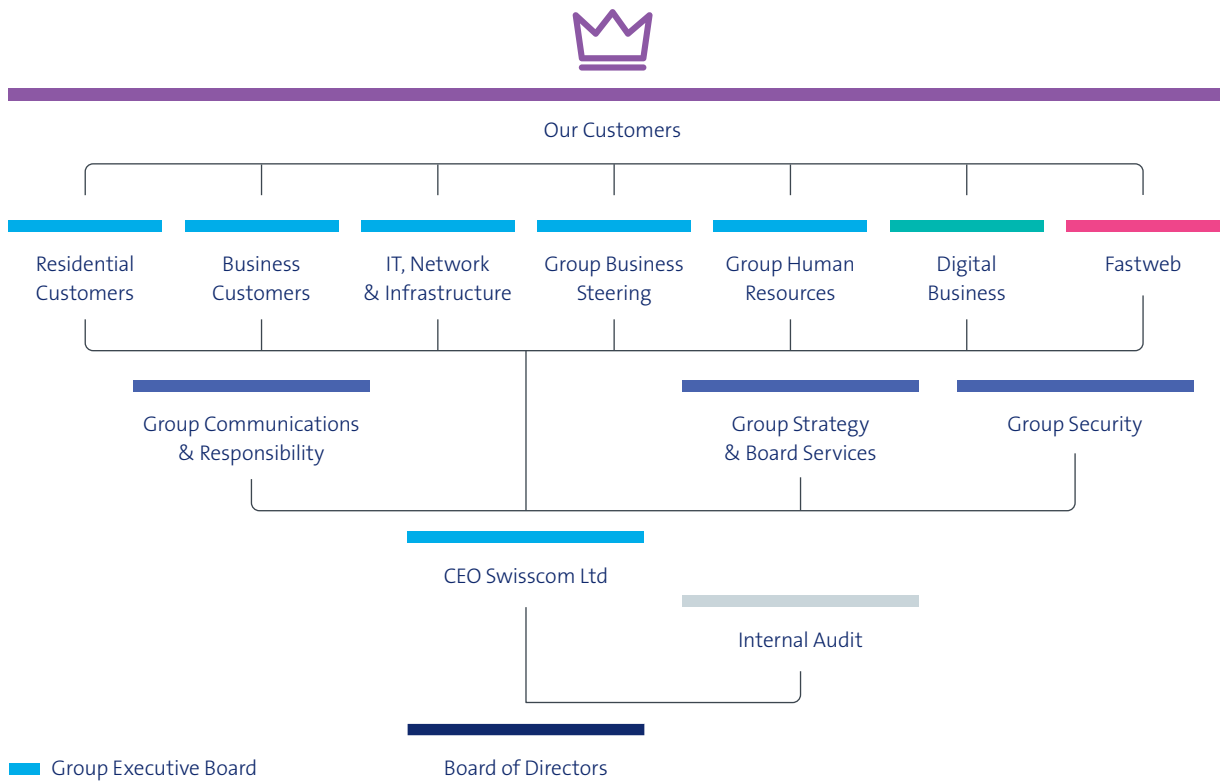 Our Customers
Residential
Customers
Business
Customers
IT, Network
& Infrastructure
Group Business
Steering
Group Human
Resources
Digital
Business
Fastweb
Group Communications
& Responsibility
Group Strategy
& Board Services
Group Security
CEO Swisscom Ltd
Internal Audit
Group Executive Board
Board of Directors